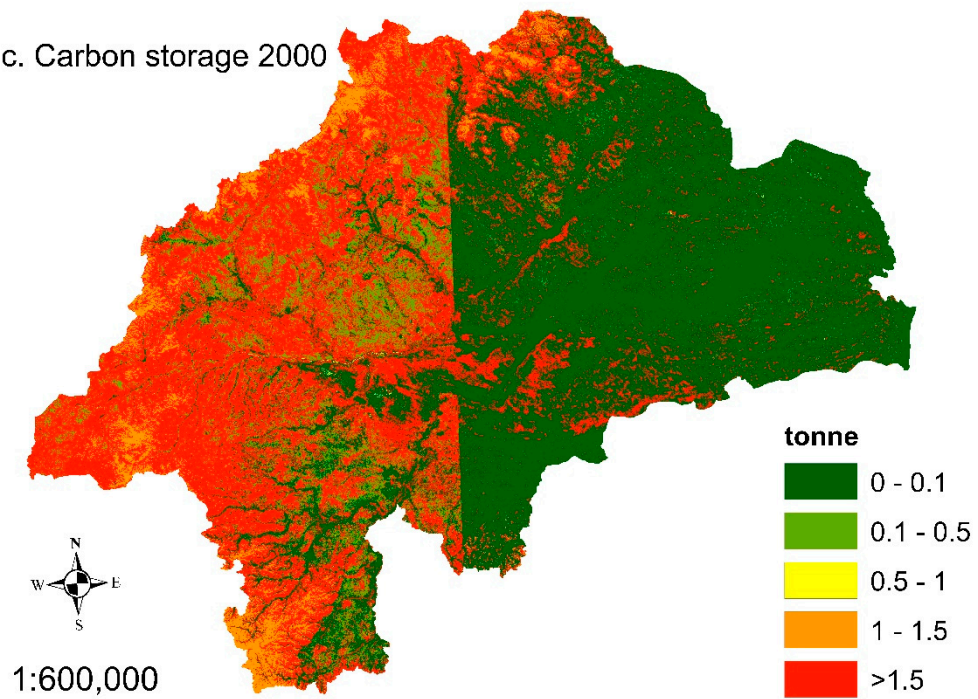 c. Carbon storage 2000
tonne
0 - 0.1
0.1 - 0.5
0.5 - 1
1 - 1.5
>1.5
N
W E
S
1:600,000